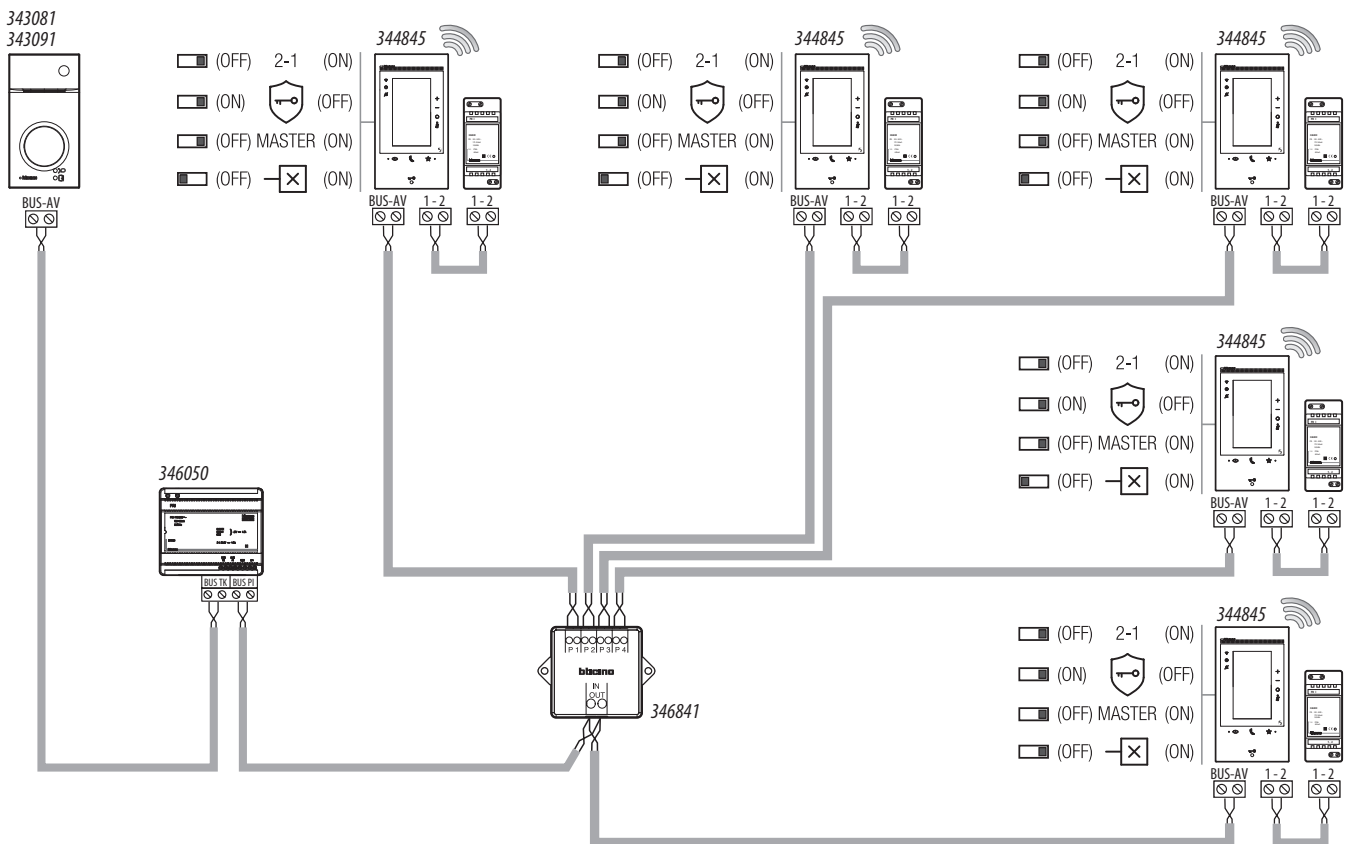 343081
343091
BUS-AV
(OFF) 2-1 (ON)
(ON) (OFF)
(OFF) MASTER (ON)
(OFF) (ON)
344845
BUS-AV 1 - 2 1 - 2
(OFF) 2-1 (ON)
(ON) (OFF)
(OFF) MASTER (ON)
(OFF) (ON)
344845
BUS-AV 1 - 2 1 - 2
(OFF) 2-1 (ON)
(ON) (OFF)
(OFF) MASTER (ON)
(OFF) (ON)
344845
BUS-AV 1 - 2 1 - 2
(OFF) 2-1 (ON)
(ON) (OFF)
(OFF) MASTER (ON)
(OFF) (ON)
344845
BUS-AV 1 - 2 1 - 2
346050
BUS TK BUS PI
P 1 P 2 P 3 P 4
bticino
IN
OUT
346841
(OFF) 2-1 (ON)
(ON) (OFF)
(OFF) MASTER (ON)
(OFF) (ON)
344845
BUS-AV 1 - 2 1 - 2